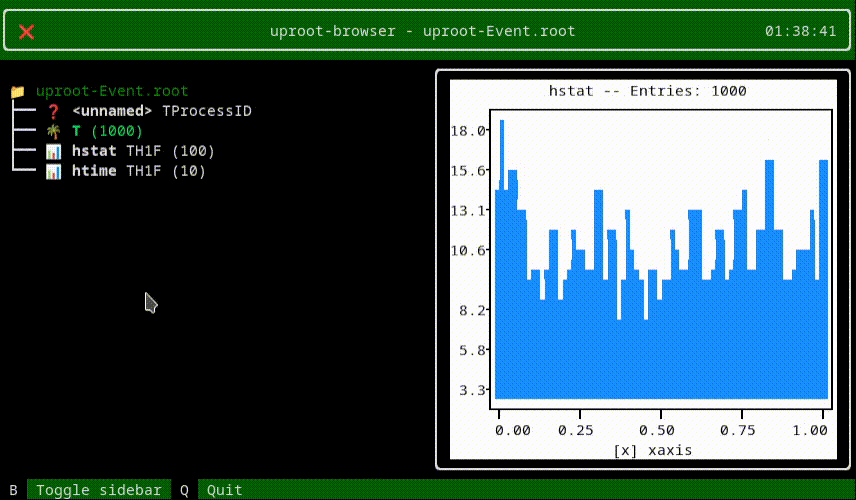 uproot-browser - uproot-Event.root 01:38:41
uproot-Event.root
<unnamed> TProcessID
T (1000)
hstat TH1F (100)
htime TH1F (10)
hstat -- Entries: 1000
18.0
15.6
13.1
10.6
8.2
5.8
3.3
0.00 0.25 0.50 0.75 1.00
[x] xaxis
B Toggle sidebar Q Quit